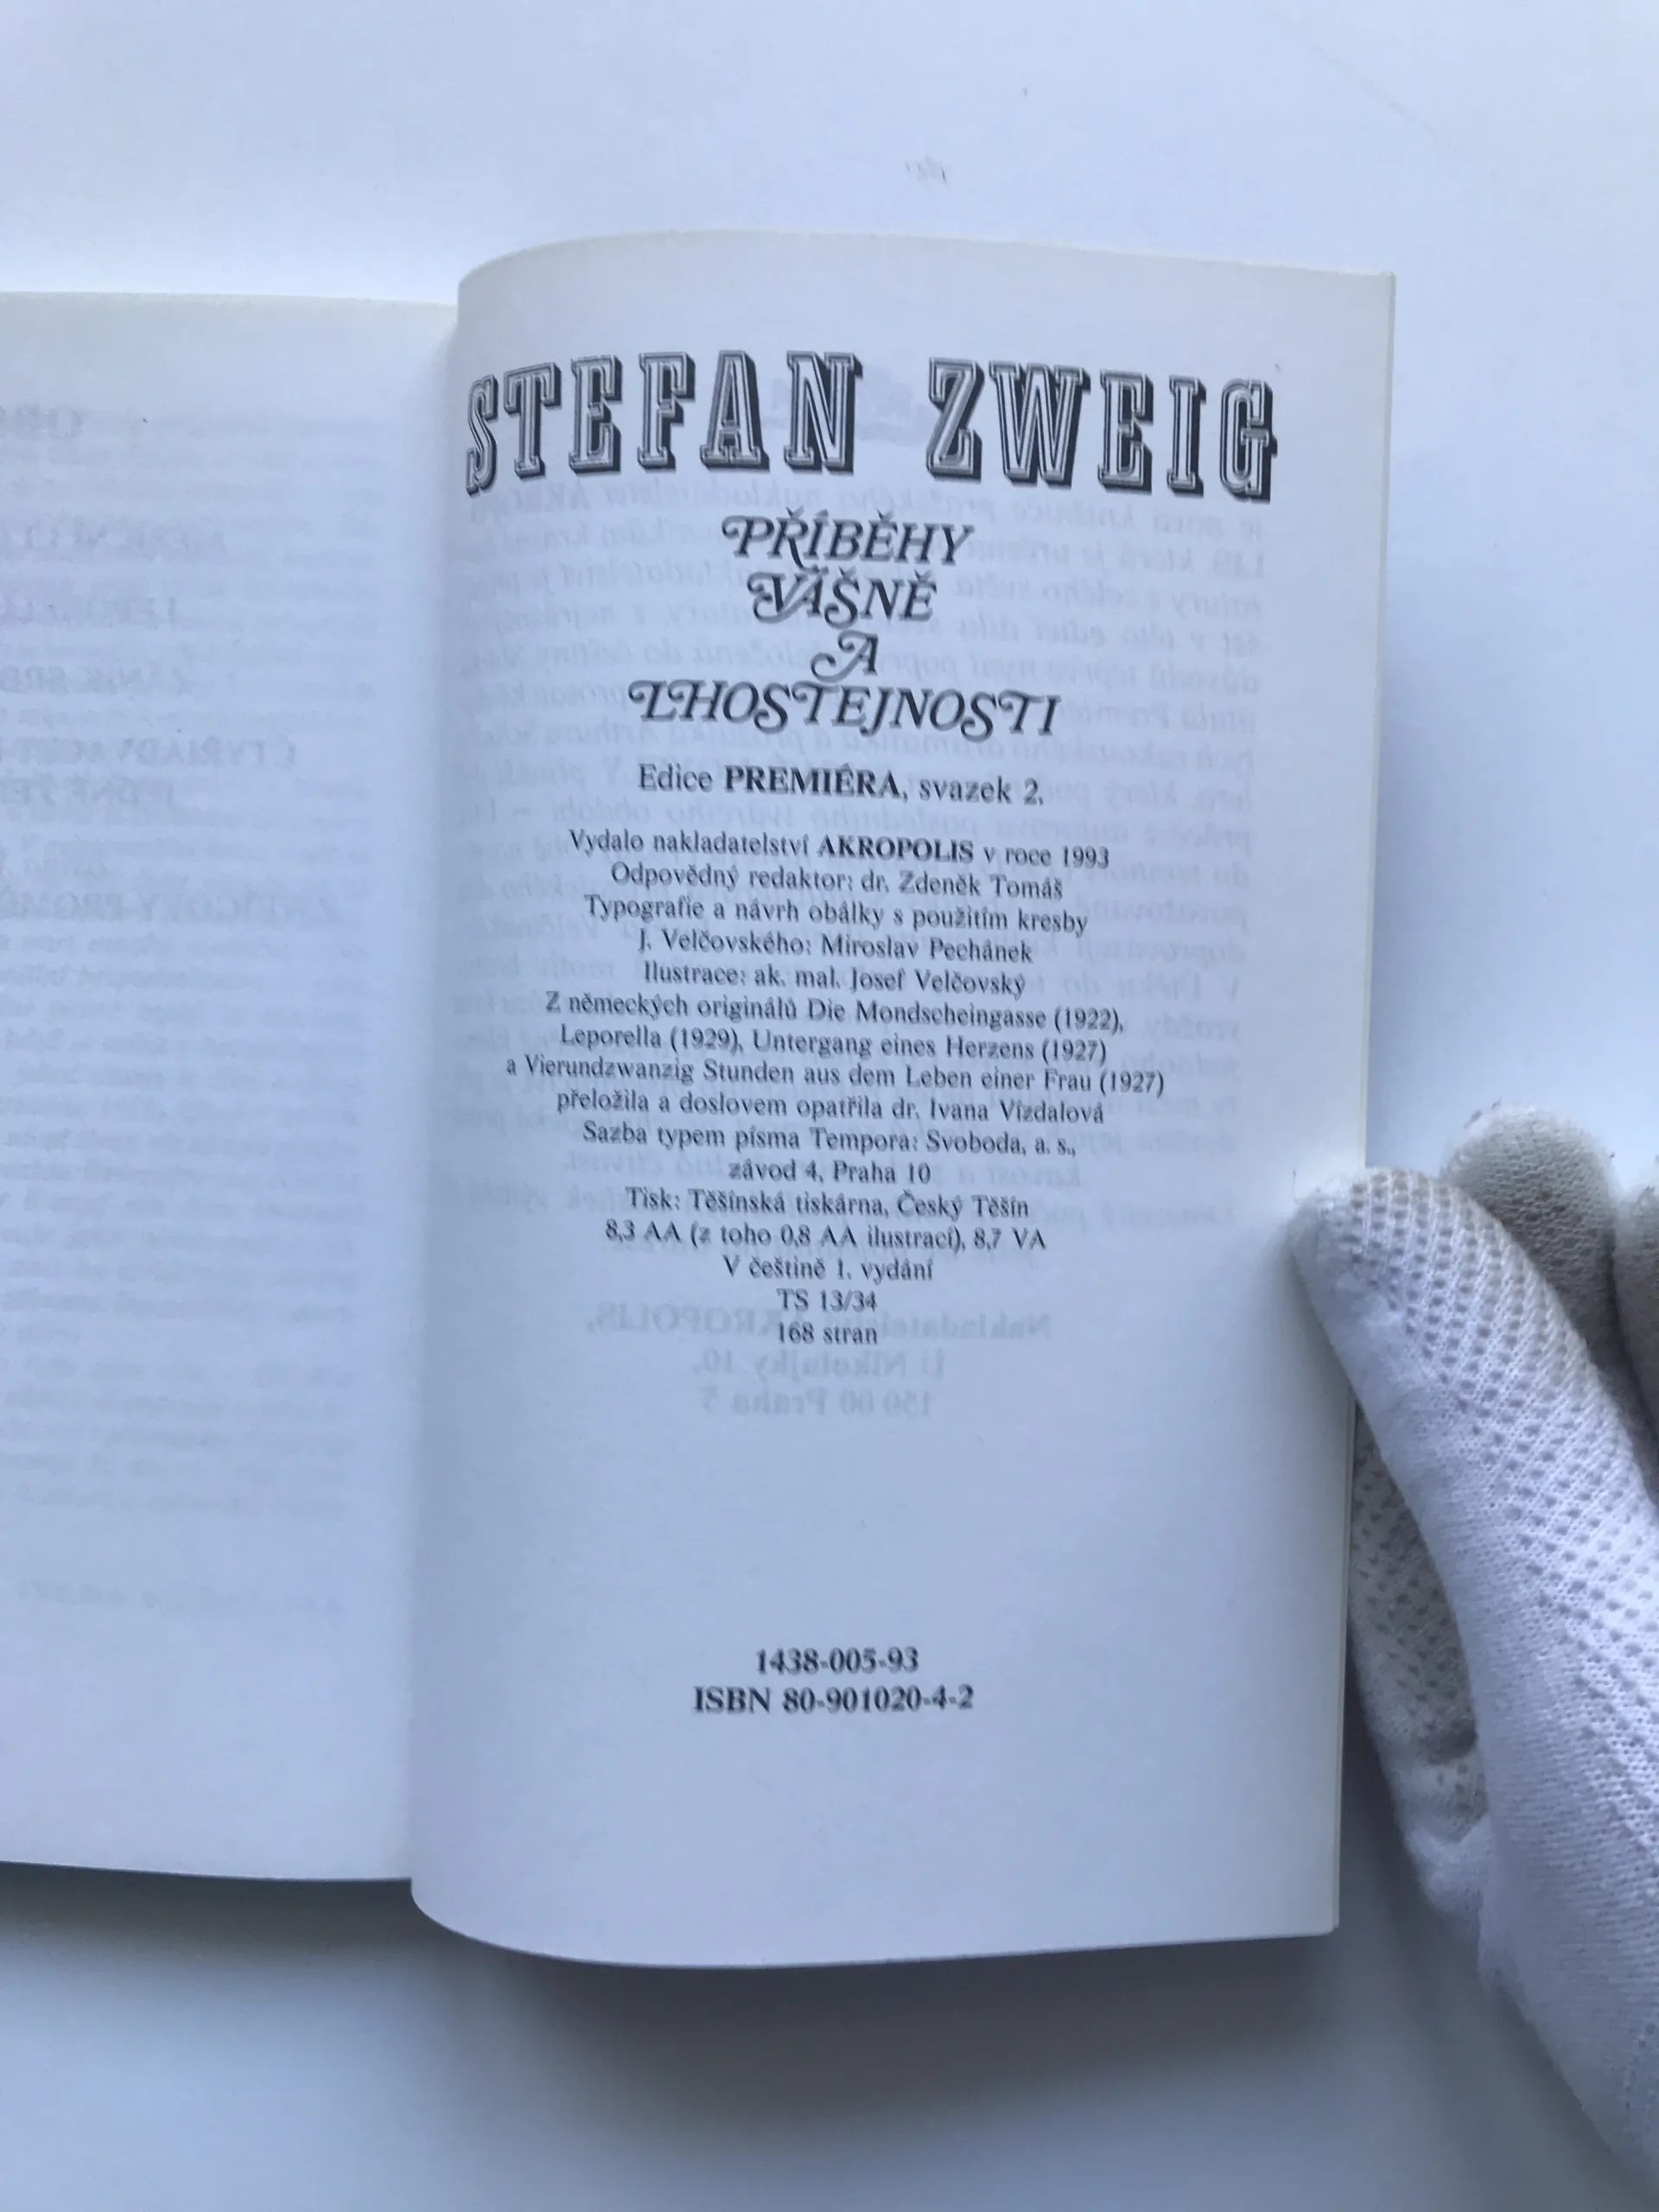 STEFAN ZWEIG
PŘÍBĚHY
VÁŠNĚ
A
LHOSTEJNOSTI
Edice PREMIÉRA, svazek 2.
Vydalo nakladatelství AKROPOLIS v roce 1993
Odpovědný redaktor: dr. Zdeněk Tomáš
Typografie a návrh obálky s použitím kresby
J. Velčovského: Miroslav Pechánek
Ilustrace: ak. mal. Josef Velčovský
Z německých originálů Die Mondscheingasse (1922),
Leporella (1929), Untergang eines Herzens (1927)
a Vierundzwanzig Stunden aus dem Leben einer Frau (1927)
přeložila a doslovem opatřila dr. Ivana Vízdalová
Sazba typem písma Tempora: Svoboda, a. s.,
závod 4, Praha 10
Tisk: Těšínská tiskárna, Český Těšín
8,3 AA (z toho 0,8 AA ilustrací), 8,7 VA
V češtině 1. vydání
TS 13/34
168 stran
1438-005-93
ISBN 80-901020-4-2